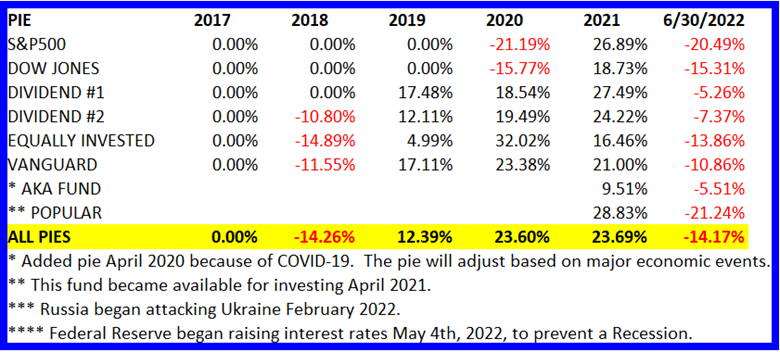 PIE 2017 2018 2019 2020 2021 6/30/2022
S&P500 0.00% 0.00% 0.00% -21.19% 26.89% -20.49%
DOW JONES 0.00% 0.00% 0.00% -15.77% 18.73% -15.31%
DIVIDEND #1 0.00% 0.00% 17.48% 18.54% 27.49% -5.26%
DIVIDEND #2 0.00% -10.80% 12.11% 19.49% 24.22% -7.37%
EQUALLY INVESTED 0.00% -14.89% 4.99% 32.02% 16.46% -13.86%
VANGUARD 0.00% -11.55% 17.11% 23.38% 21.00% -10.86%
* AKA FUND 9.51% -5.51%
** POPULAR 28.83% -21.24%
ALL PIES 0.00% -14.26% 12.39% 23.60% 23.69% -14.17%
* Added pie April 2020 because of COVID-19. The pie will adjust based on major economic events.
** This fund became available for investing April 2021.
*** Russia began attacking Ukraine February 2022.
**** Federal Reserve began raising interest rates May 4th, 2022, to prevent a Recession.